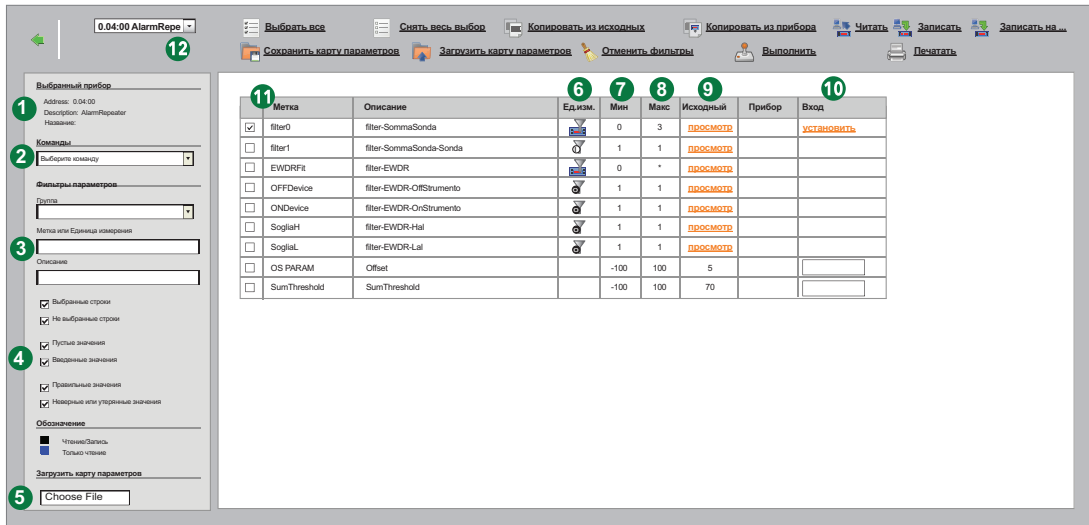 0.04:00 AlarmRepe
12
Выбрать все
Снять весь выбор
Копировать из исходных
Копировать из прибора
Читать
Записать
Записать на ...
Сохранить карту параметров
Загрузить карту параметров
Отменить фильтры
Выполнить
Печатать
Выбранный прибор
1
Address: 0.04:00
Description: AlarmRepeater
Название:
Команды
2
Выберите команду
Фильтры параметров
Группа
Метка или Единица измерения
3
Описание
Выбранные строки
Не выбранные строки
Пустые значения
4
Введенные значения
Правильные значения
Неверные или утерянные значения
Обозначение
Чтение/Запись
Только чтение
Загрузить карту параметров
5
Choose File
11 6 7 8 9 10
Метка Описание Ед.изм. Мин Макс Исходный Прибор Вход
filter0 filter-SommaSonda 0 3 просмотр установить
filter1 filter-SommaSonda-Sonda 1 1 просмотр
EWDRFit filter-EWDR 0 * просмотр
OFFDevice filter-EWDR-OffStrumento 1 1 просмотр
ONDevice filter-EWDR-OnStrumento 1 1 просмотр
SogliaH filter-EWDR-Hal 1 1 просмотр
SogliaL filter-EWDR-Lal 1 1 просмотр
OS PARAM Offset -100 100 5
SumThreshold SumThreshold -100 100 70